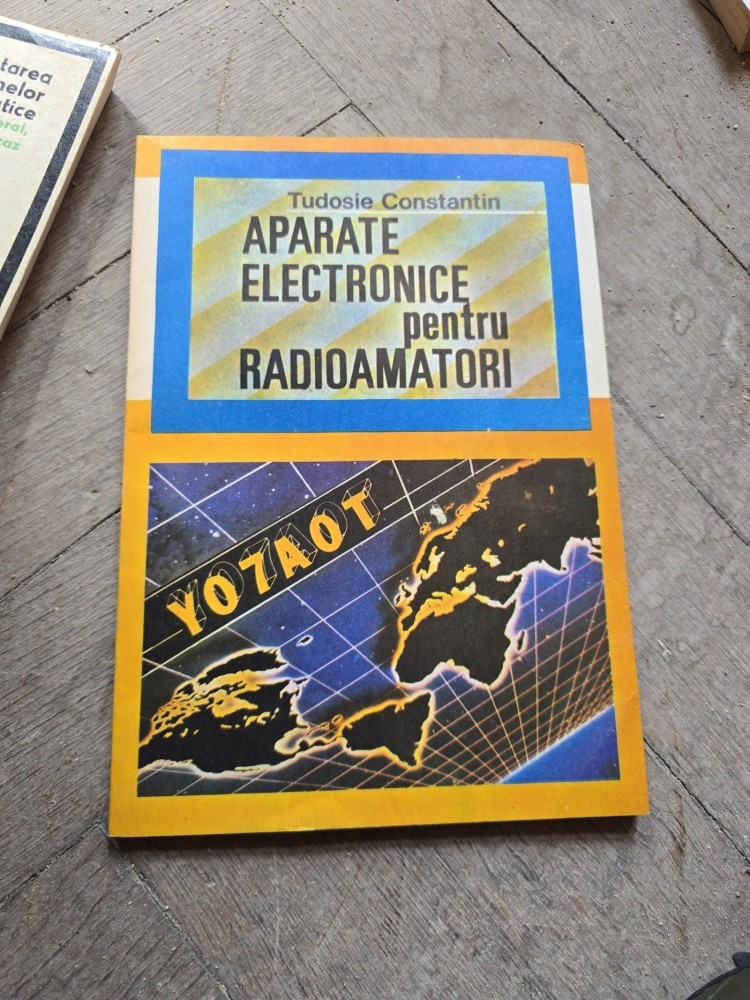 Tudosie Constantin
APARATE
ELECTRONICE
pentru
RADIOAMATORI
YO7AOT
tarea
tice